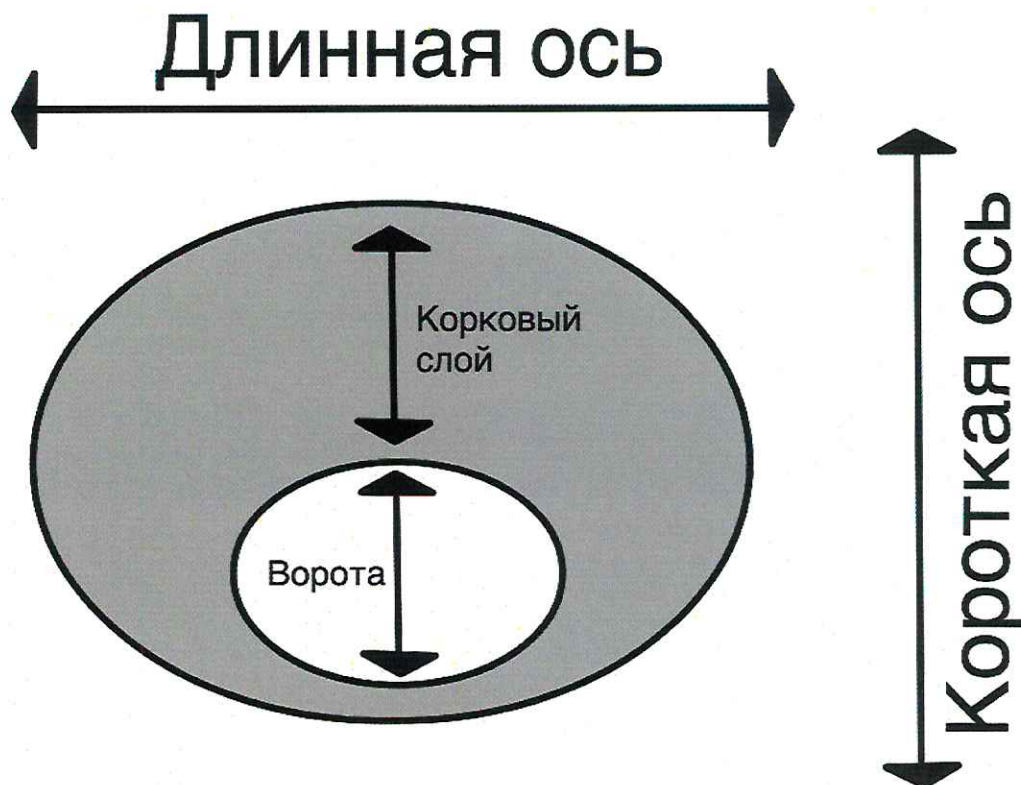 Длинная ось
Корковый
слой
Ворота
Короткая ось